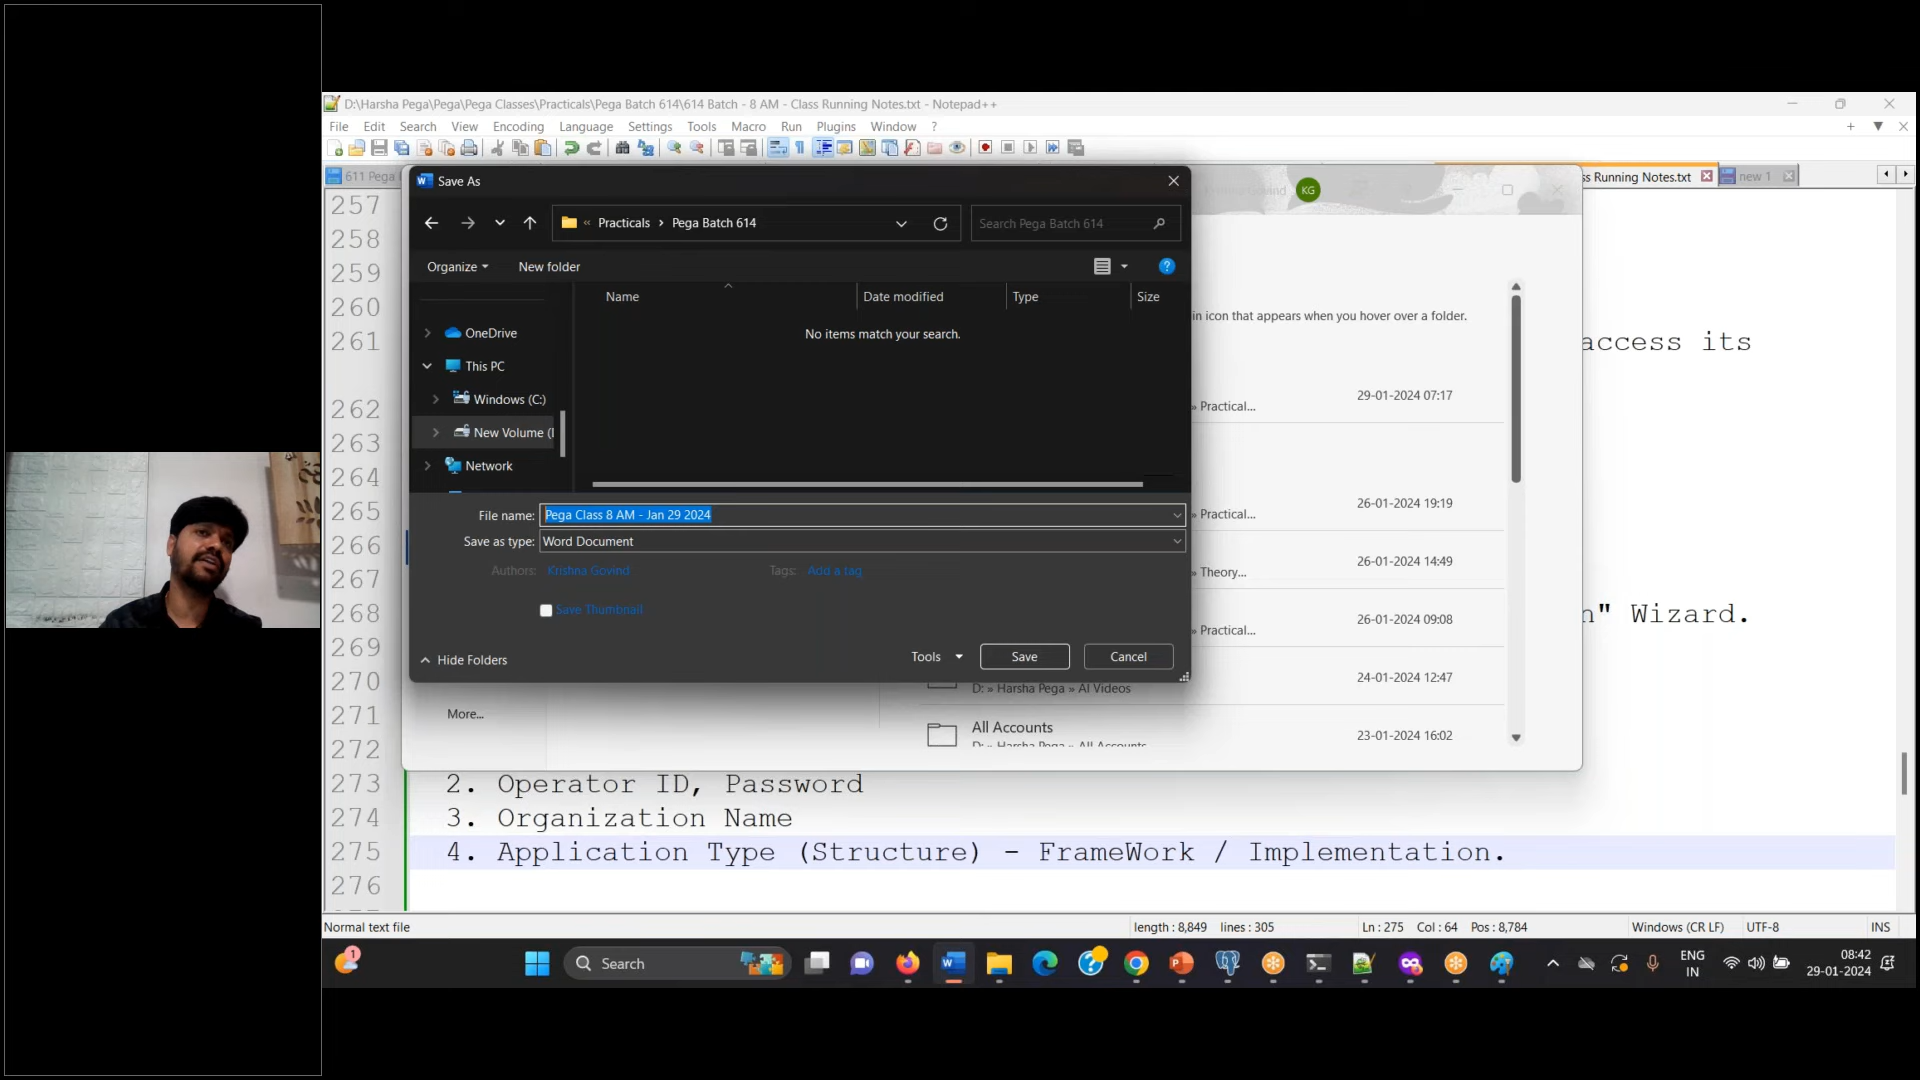 D:\Harsha Pega\Pega\Pega Classes\Practicals\Pega Batch 614\614 Batch - 8 AM - Class Running Notes.txt - Notepad++
File Edit Search View Encoding Language Settings Tools Macro Run Plugins Window ?
611 Pega
ss Running Notes.txt new 1
Save As
KG
Practicals Pega Batch 614
Search Pega Batch 614
Organize New folder
Name Date modified Type Size
No items match your search.
OneDrive
This PC
Windows (C:)
New Volume (
Network
in icon that appears when you hover over a folder.
» Practical... 29-01-2024 07:17
» Practical... 26-01-2024 19:19
» Theory... 26-01-2024 14:49
» Practical... 26-01-2024 09:08
24-01-2024 12:47
D: » Harsha Pega » AI Videos
All Accounts
D: » Harsha Pega » All Accounts
23-01-2024 16:02
More...
File name: Pega Class 8 AM - Jan 29 2024
Save as type: Word Document
Authors: Krishna Govind Tags: Add a tag
Save Thumbnail
Hide Folders Tools Save Cancel
257
258
259
260
261 access its
262
263
264
265
266
267
268 n" Wizard.
269
270
271
272
273 2. Operator ID, Password
274 3. Organization Name
275 4. Application Type (Structure) - FrameWork / Implementation.
276
Normal text file length : 8,849 lines : 305 Ln : 275 Col : 64 Pos : 8,784 Windows (CR LF) UTF-8 INS
1 Search ENG IN 08:42 29-01-2024